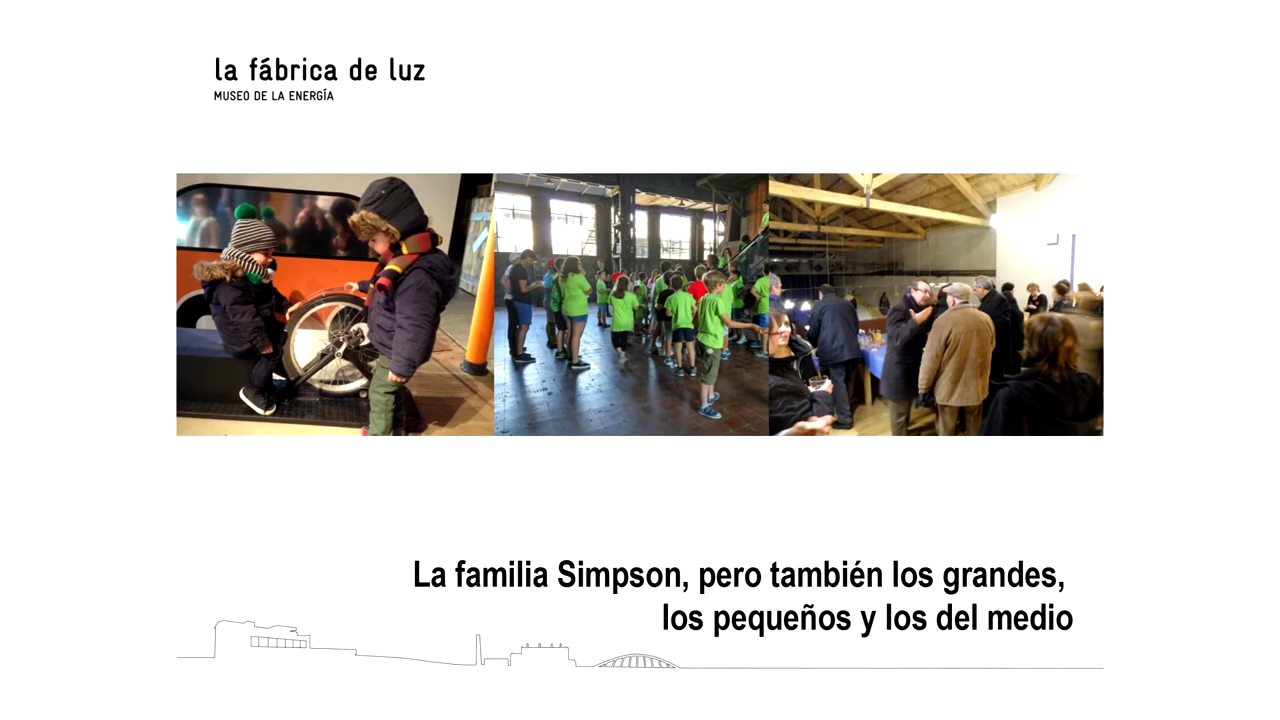 la fábrica de luz
MUSEO DE LA ENERGÍA
La familia Simpson, pero también los grandes,
los pequeños y los del medio